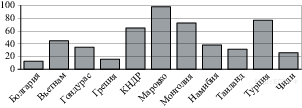 100
80
60
40
20
0
Болгария
Вьетнам
Гондурас
Греция
КНДР
Марокко
Монголия
Намибия
Таиланд
Турция
Чили